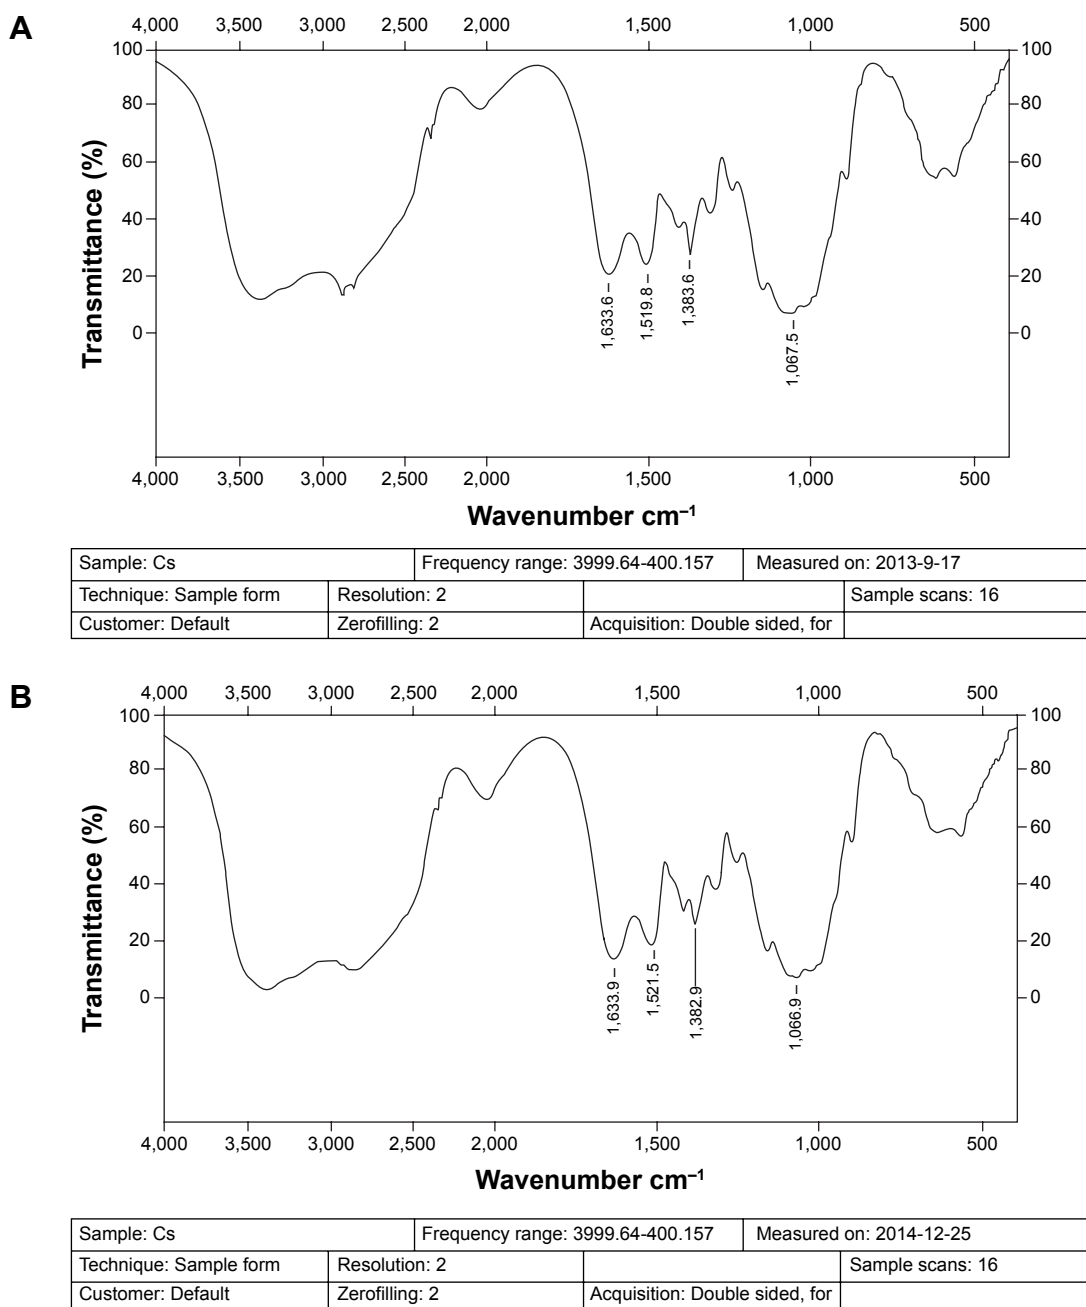 A
4,000 3,500 3,000 2,500 2,000 1,500 1,000 500
100 100
80 80
60 60
40 40
20 20
0 0
Transmittance (%)
1,633.6
1,519.8
1,383.6
1,067.5
4,000 3,500 3,000 2,500 2,000 1,500 1,000 500
Wavenumber cm⁻¹
Sample: Cs Frequency range: 3999.64-400.157 Measured on: 2013-9-17
Technique: Sample form Resolution: 2 Sample scans: 16
Customer: Default Zerofilling: 2 Acquisition: Double sided, for
B
4,000 3,500 3,000 2,500 2,000 1,500 1,000 500
100 100
80 80
60 60
40 40
20 20
0 0
Transmittance (%)
1,633.9
1,521.5
1,382.9
1,066.9
4,000 3,500 3,000 2,500 2,000 1,500 1,000 500
Wavenumber cm⁻¹
Sample: Cs Frequency range: 3999.64-400.157 Measured on: 2014-12-25
Technique: Sample form Resolution: 2 Sample scans: 16
Customer: Default Zerofilling: 2 Acquisition: Double sided, for